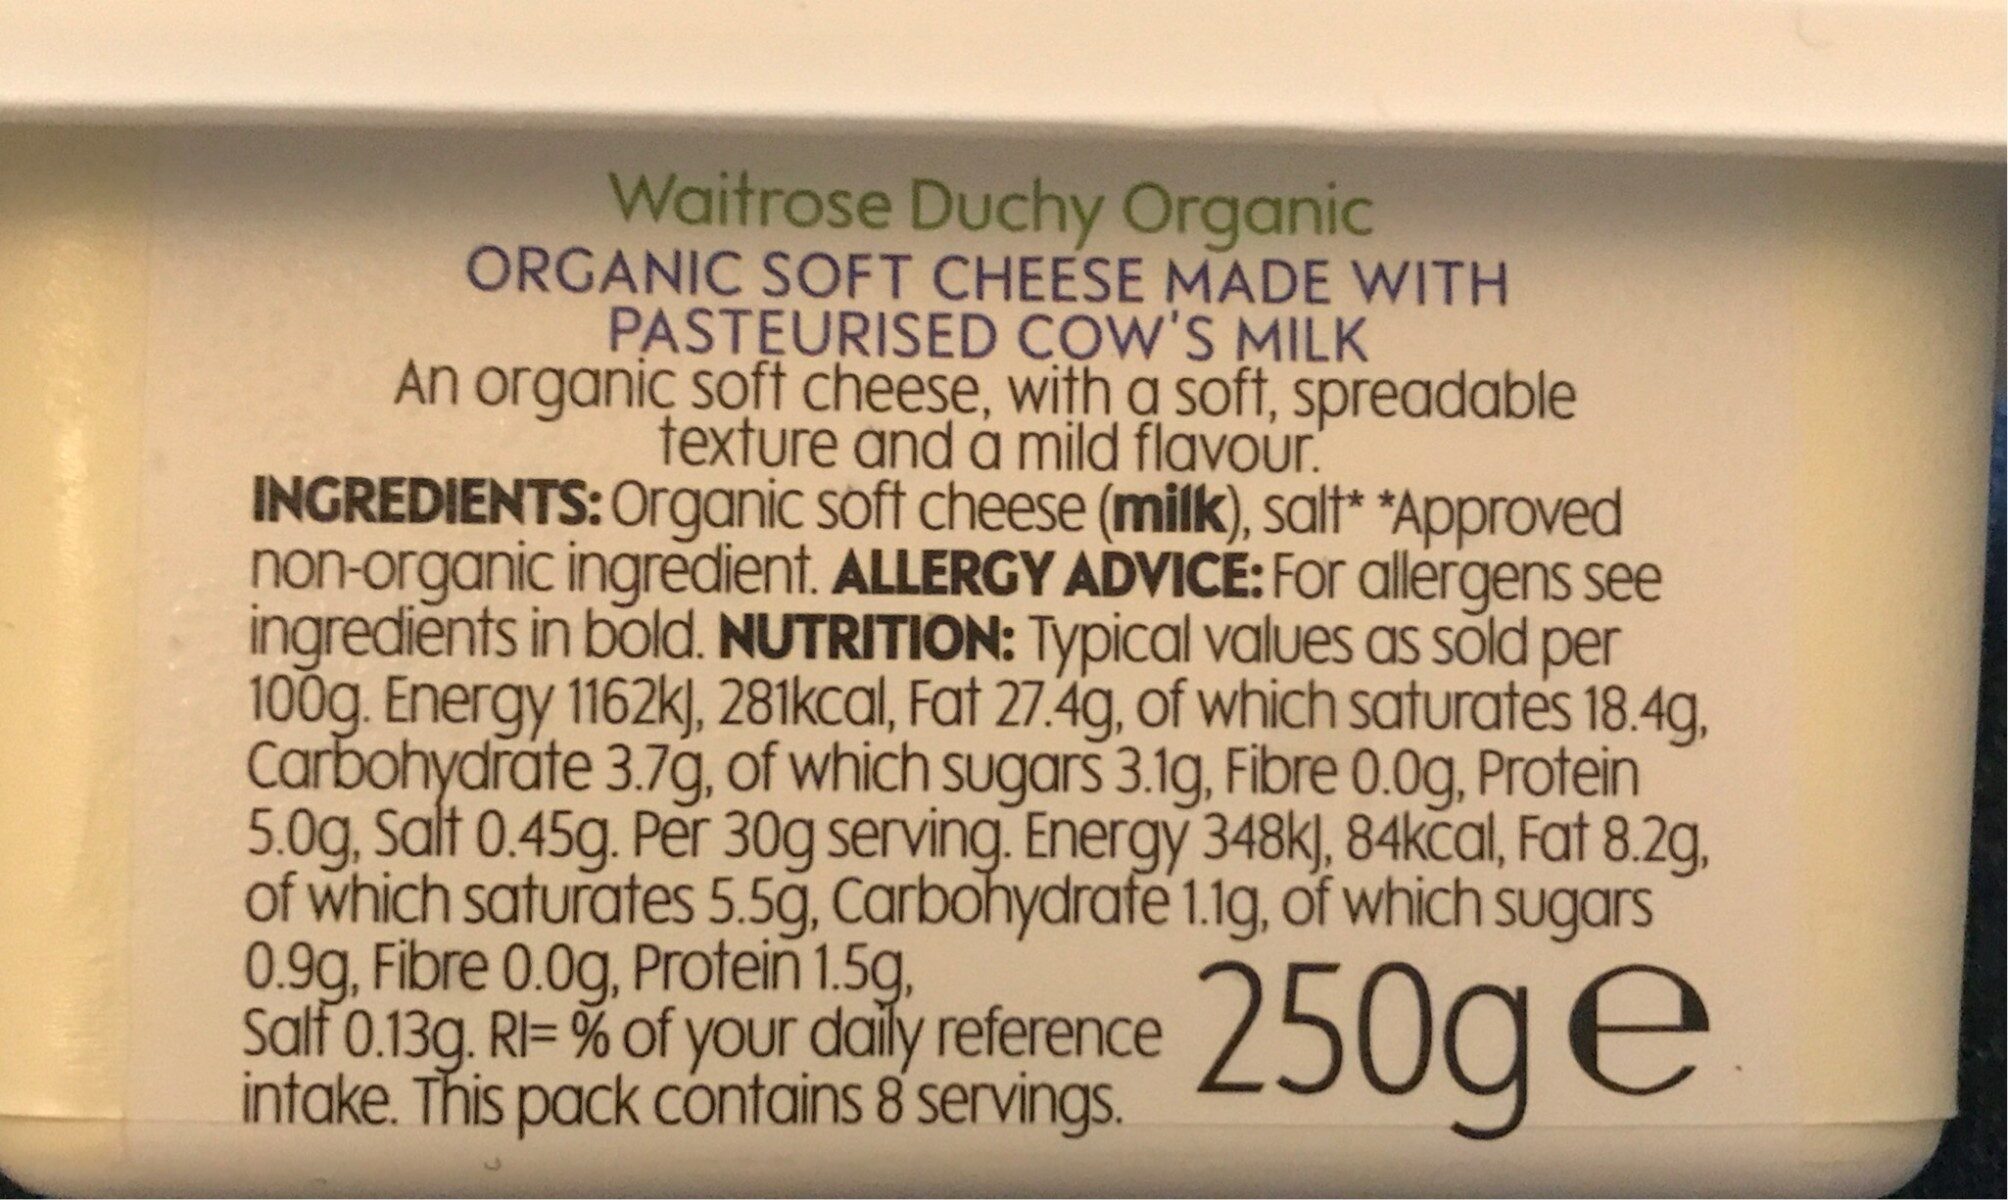 Waitrose Duchy Organic
ORGANIC SOFT CHEESE MADE WITH
PASTEURISED COW'S MILK
An organic soft cheese, with a soft, spreadable
texture and a mild flavour.
INGREDIENTS: Organic soft cheese (milk), salt* *Approved
non-organic ingredient. ALLERGY ADVICE: For allergens see
ingredients in bold. NUTRITION: Typical values as sold per
100g. Energy 1162kJ, 281kcal, Fat 27.4g, of which saturates 18.4g,
Carbohydrate 3.7g, of which sugars 3.1g, Fibre 0.0g, Protein
5.0g, Salt 0.45g. Per 30g serving. Energy 348kJ, 84kcal, Fat 8.2g,
of which saturates 5.5g, Carbohydrate 1.1g, of which sugars
0.9g, Fibre 0.0g, Protein 1.5g,
Salt 0.13g. RI= % of your daily reference
intake. This pack contains 8 servings.
250g e